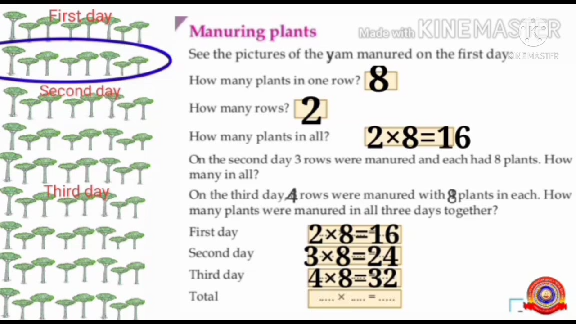 First day
Second day
Third day
Manuring plants
Made with KINEMASTER
KINEMASTER
See the pictures of the yam manured on the first day:
How many plants in one row? 8
How many rows? 2
How many plants in all? 2×8=16
On the second day 3 rows were manured and each had 8 plants. How
many in all?
On the third day, 4 rows were manured with 8 plants in each. How
many plants were manured in all three days together?
First day 2×8=16
Second day 3×8=24
Third day 4×8=32
Total ..... × ..... = .....